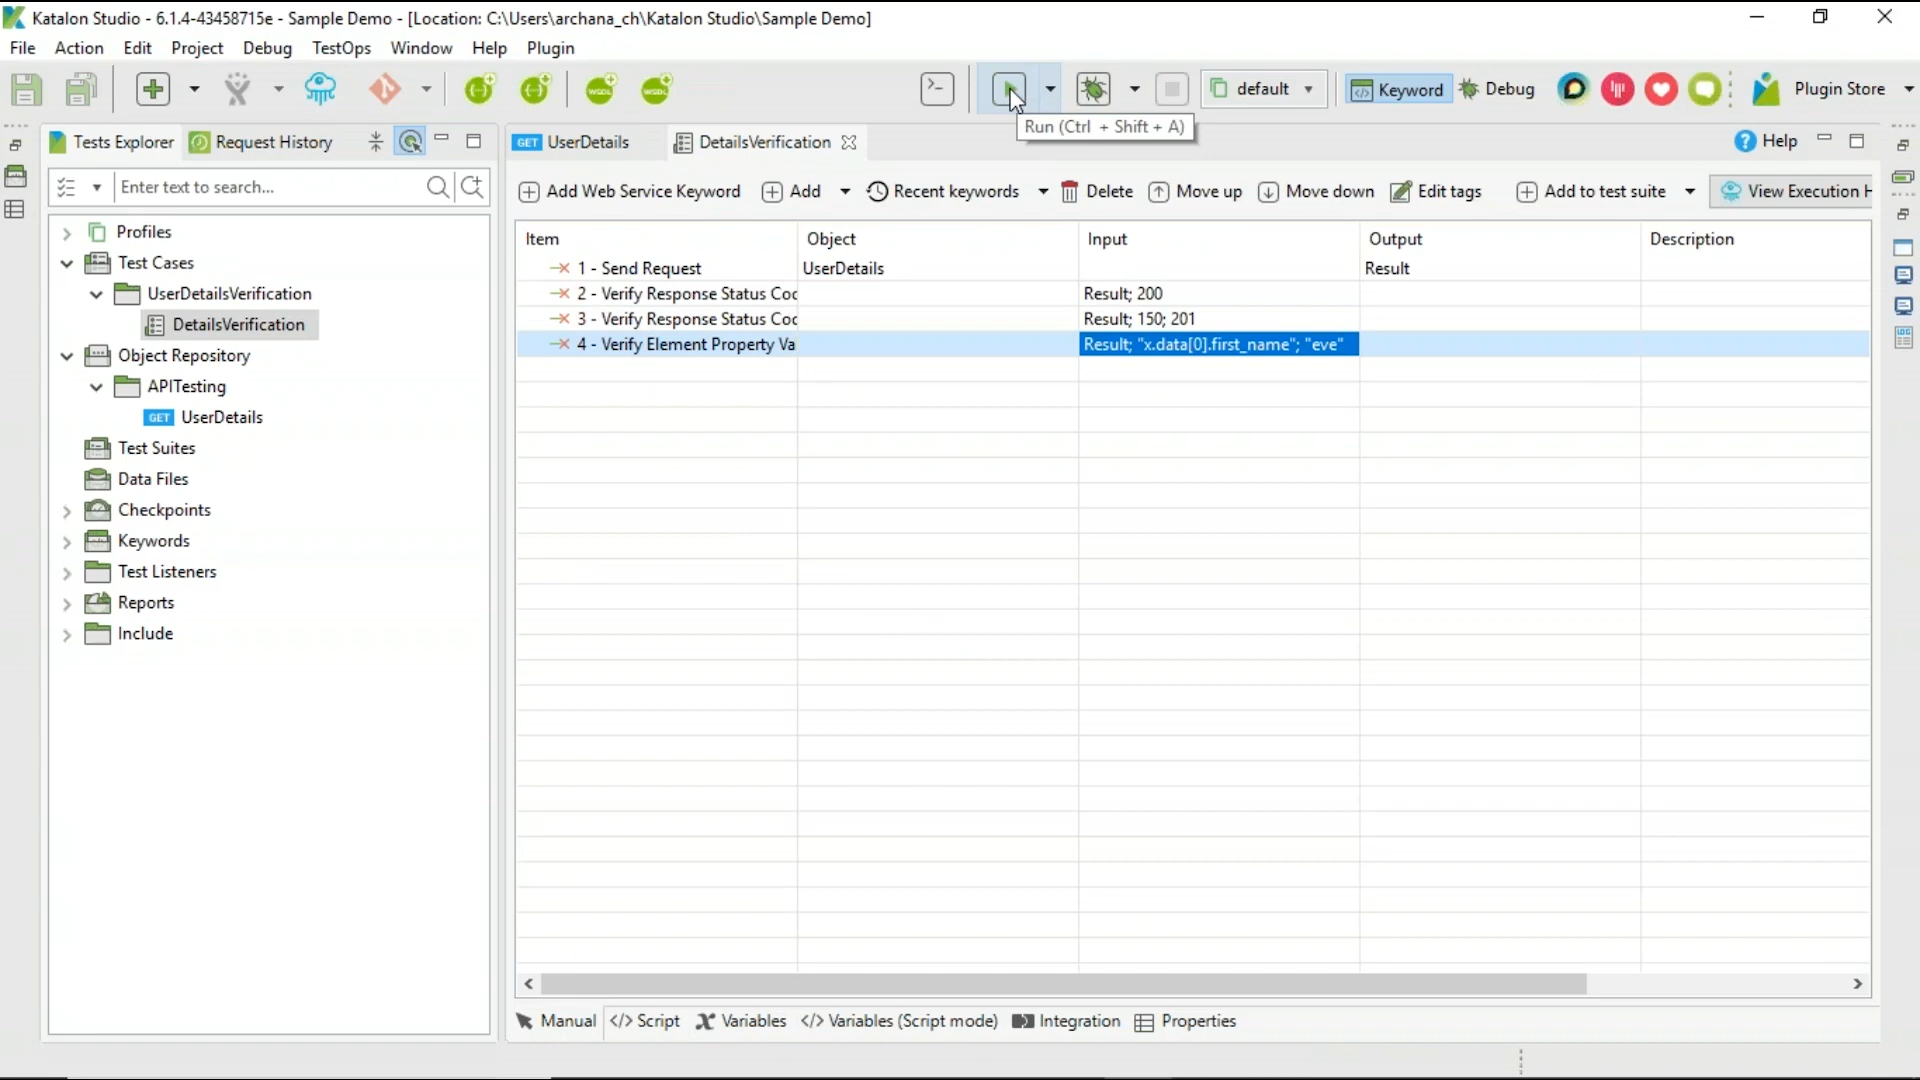 Katalon Studio - 6.1.4-43458715e - Sample Demo - [Location: C:\Users\archana_ch\Katalon Studio\Sample Demo]
File Action Edit Project Debug TestOps Window Help Plugin
WSDL WSDL default Keyword Debug Plugin Store
Run (Ctrl + Shift + A)
Tests Explorer Request History GET UserDetails DetailsVerification Help
Enter text to search... Add Web Service Keyword Add Recent keywords Delete Move up Move down Edit tags Add to test suite View Execution H
Profiles
Test Cases
UserDetailsVerification
DetailsVerification
Object Repository
APITesting
GET UserDetails
Test Suites
Data Files
Checkpoints
Keywords
Test Listeners
Reports
Include
Item Object Input Output Description
1 - Send Request UserDetails Result
2 - Verify Response Status Coc Result; 200
3 - Verify Response Status Coc Result; 150; 201
4 - Verify Element Property Va Result; "x.data[0].first_name"; "eve"
Manual </> Script Variables </> Variables (Script mode) Integration Properties